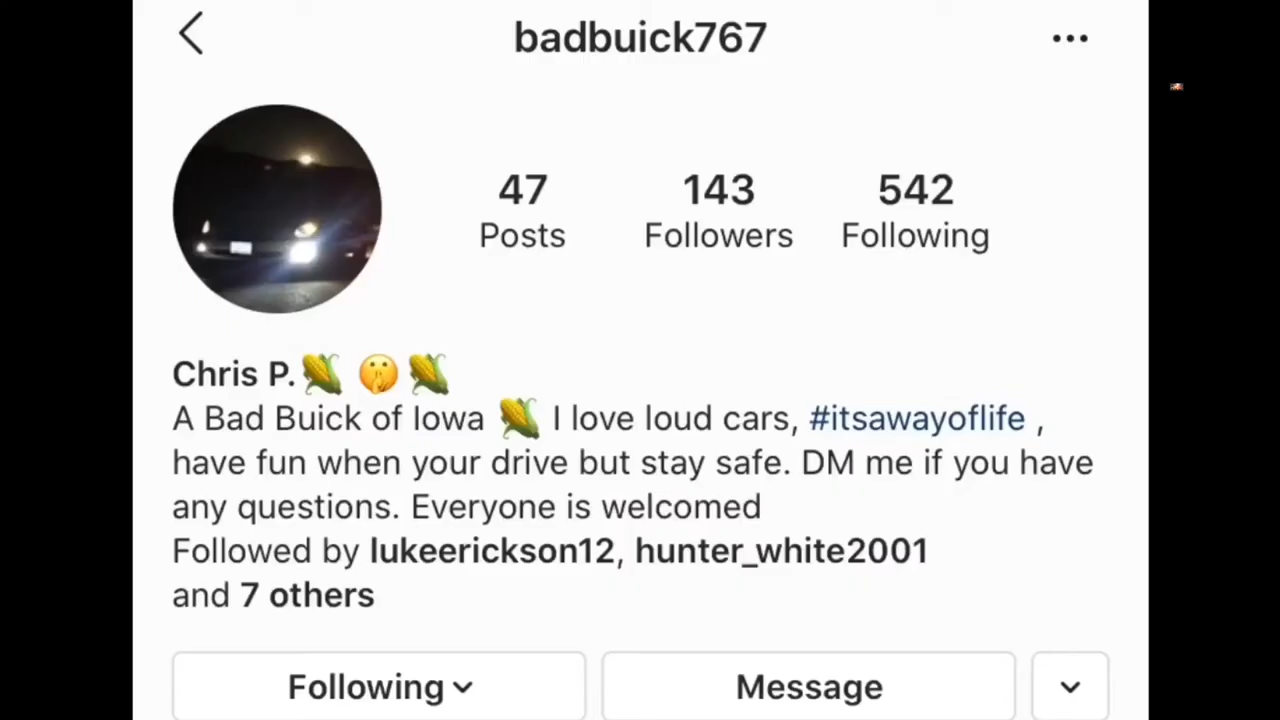 badbuick767
47 143 542
Posts Followers Following
Chris P.🌽 🤫 🌽
A Bad Buick of Iowa 🌽 I love loud cars, #itsawayoflife ,
have fun when your drive but stay safe. DM me if you have
any questions. Everyone is welcomed
Followed by lukeerickson12, hunter_white2001
and 7 others
Following Message